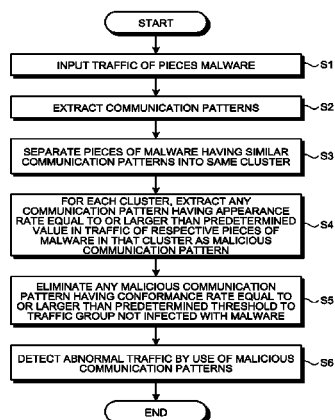 START
INPUT TRAFFIC OF PIECES MALWARE
S1
EXTRACT COMMUNICATION PATTERNS
S2
SEPARATE PIECES OF MALWARE HAVING SIMILAR
COMMUNICATION PATTERNS INTO SAME CLUSTER
S3
FOR EACH CLUSTER, EXTRACT ANY
COMMUNICATION PATTERN HAVING APPEARANCE
RATE EQUAL TO OR LARGER THAN PREDETERMINED
VALUE IN TRAFFIC OF RESPECTIVE PIECES OF
MALWARE IN THAT CLUSTER AS MALICIOUS
COMMUNICATION PATTERN
S4
ELIMINATE ANY MALICIOUS COMMUNICATION
PATTERN HAVING CONFORMANCE RATE EQUAL TO
OR LARGER THAN PREDETERMINED THRESHOLD TO
TRAFFIC GROUP NOT INFECTED WITH MALWARE
S5
DETECT ABNORMAL TRAFFIC BY USE OF MALICIOUS
COMMUNICATION PATTERNS
S6
END